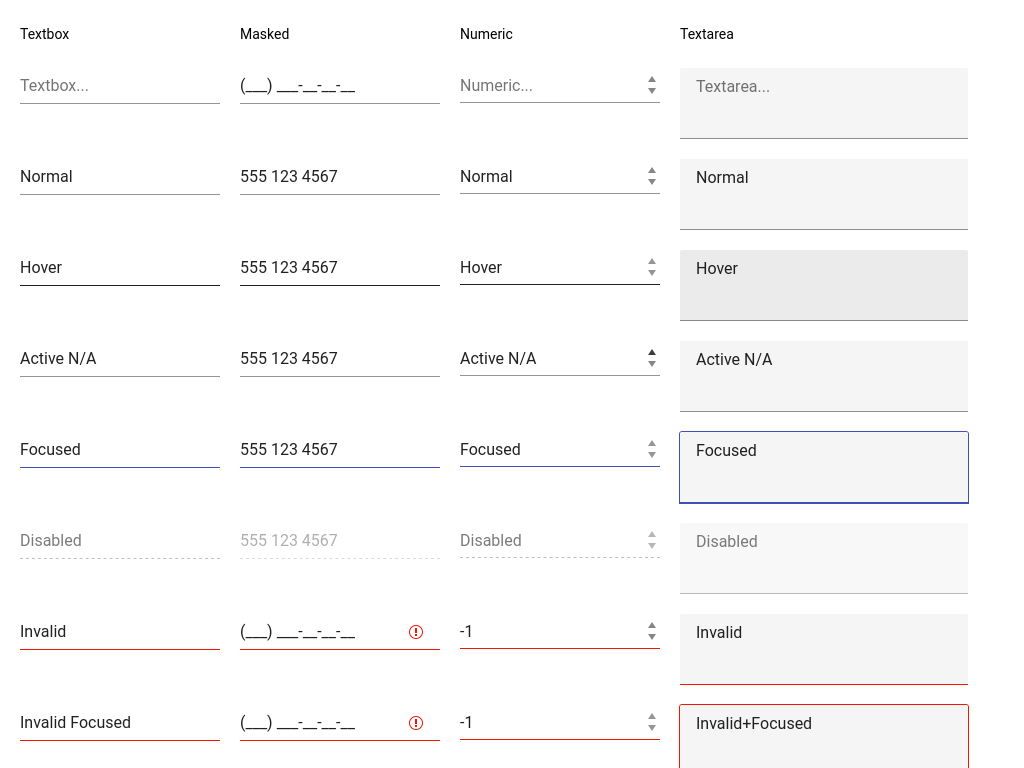 Textbox Masked Numeric Textarea
Textbox... (___) ___-__-__-__ Numeric... Textarea...
Normal 555 123 4567 Normal Normal
Hover 555 123 4567 Hover Hover
Active N/A 555 123 4567 Active N/A Active N/A
Focused 555 123 4567 Focused Focused
Disabled 555 123 4567 Disabled Disabled
Invalid (___) ___-__-__-__ -1 Invalid
Invalid Focused (___) ___-__-__-__ -1 Invalid+Focused